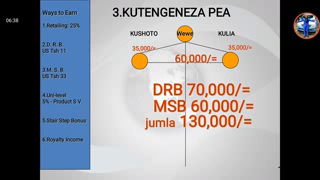 06:38
Ways to Earn
1.Retailing: 25%
2.D. R. B
US Tsh 11
3.M. S. B
US Tsh 33
4.Uni-level
5% - Product S V
5.Stair Step Bonus
6.Royalty Income
3.KUTENGENEZA PEA
KUSHOTO
Wewe
KULIA
35,000/=
35,000/=
60,000/=
DRB 70,000/=
MSB 60,000/=
jumla 130,000/=